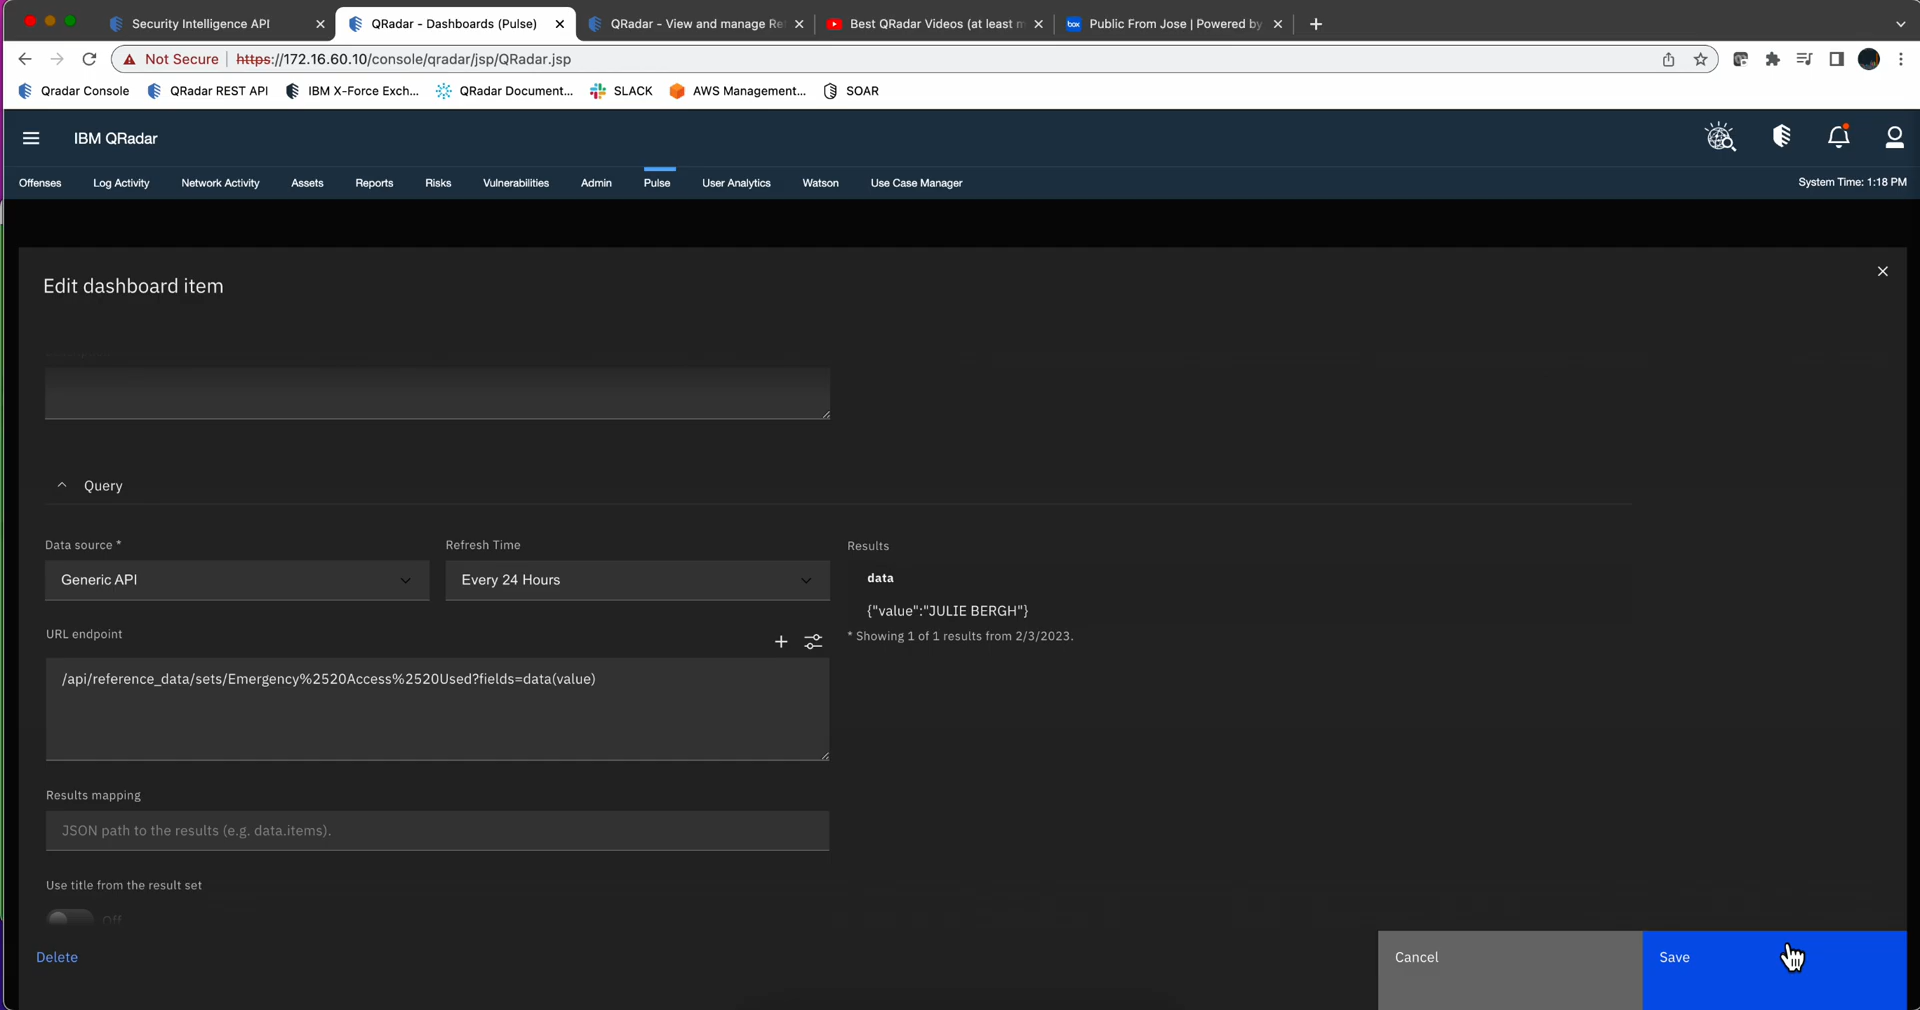 Security Intelligence API
QRadar - Dashboards (Pulse)
QRadar - View and manage Re
Best QRadar Videos (at least m
box
Public From Jose | Powered by
Not Secure
https://172.16.60.10/console/qradar/jsp/QRadar.jsp
Qradar Console
QRadar REST API
IBM X-Force Exch...
QRadar Document...
SLACK
AWS Management...
SOAR
IBM QRadar
Offenses
Log Activity
Network Activity
Assets
Reports
Risks
Vulnerabilities
Admin
Pulse
User Analytics
Watson
Use Case Manager
System Time: 1:18 PM
Edit dashboard item
Query
Data source *
Refresh Time
Results
Generic API
Every 24 Hours
data
{"value":"JULIE BERGH"}
* Showing 1 of 1 results from 2/3/2023.
URL endpoint
/api/reference_data/sets/Emergency%2520Access%2520Used?fields=data(value)
Results mapping
JSON path to the results (e.g. data.items).
Use title from the result set
Off
Delete
Cancel
Save